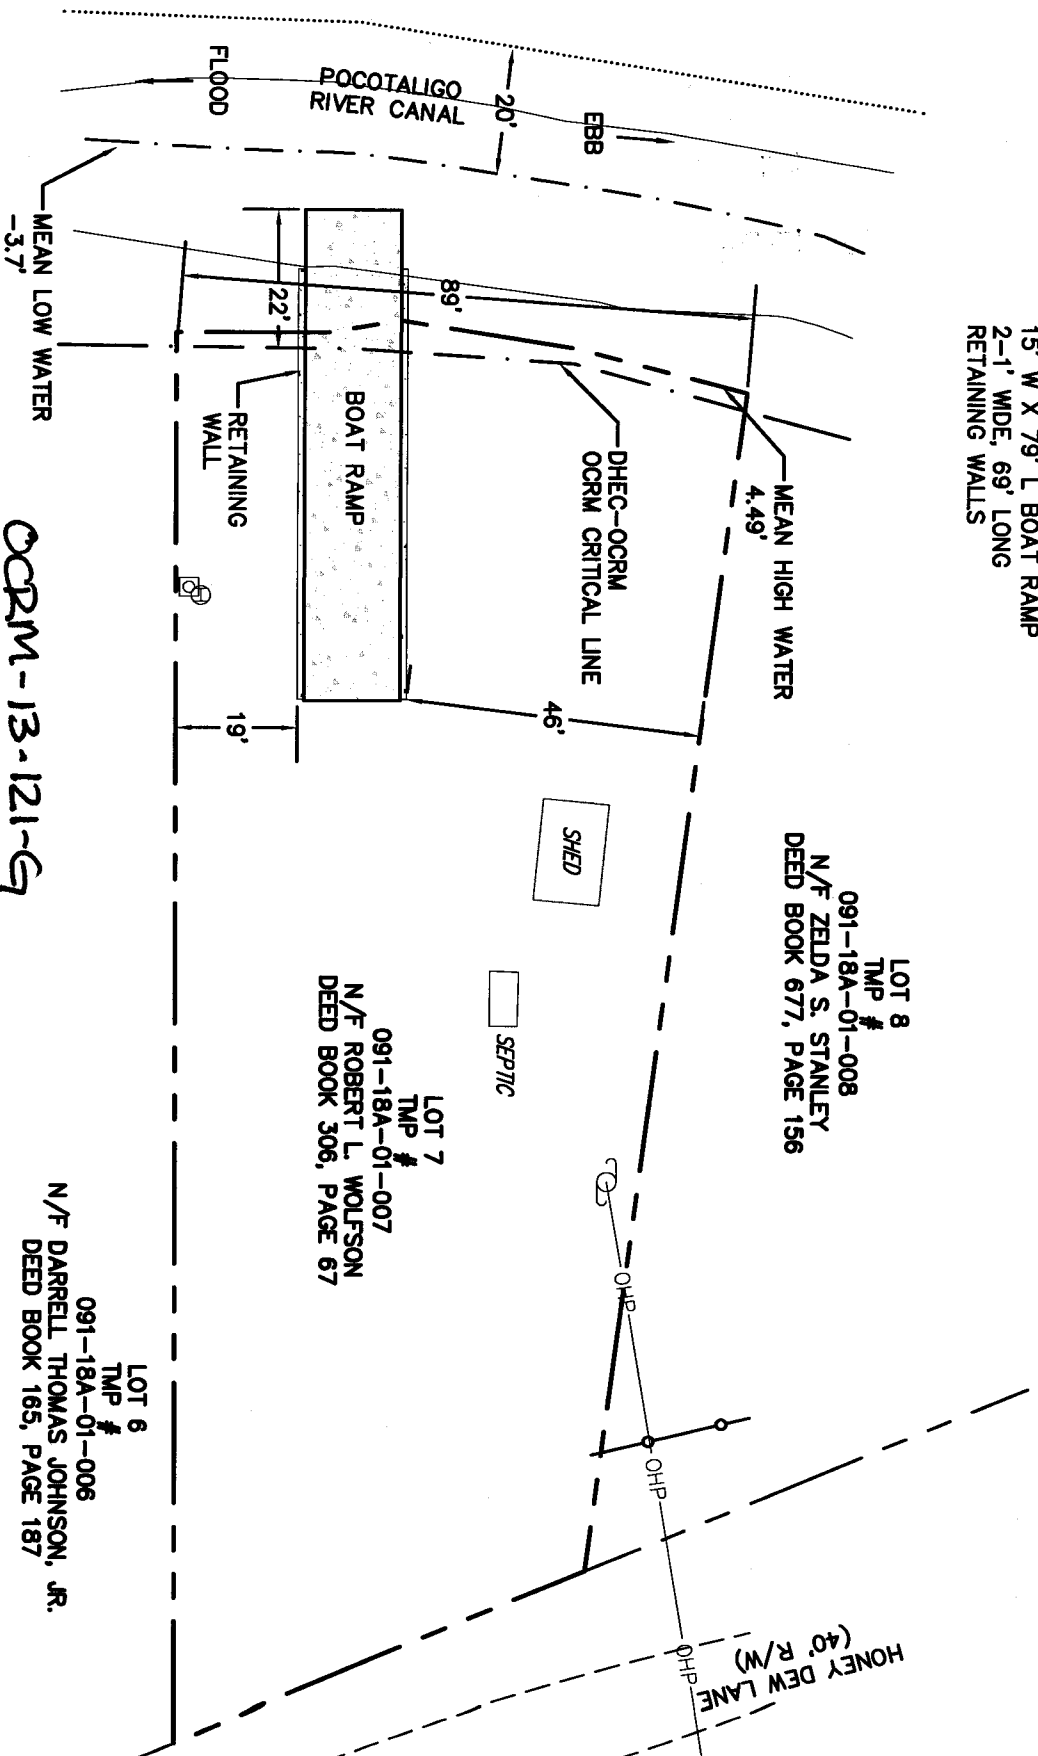 15' W X 79' L BOAT RAMP
2-1' WIDE, 69' LONG
RETAINING WALLS
FLOOD
POCOTALIGO
RIVER CANAL
20'
EBB
MEAN LOW WATER
-3.7'
22'
89'
RETAINING
WALL
BOAT RAMP
DHEC-OCRM
OCRM CRITICAL LINE
MEAN HIGH WATER
4.49'
19'
46'
SHED
SEPTIC
LOT 8
TMP #
091-18A-01-008
N/F ZELDA S. STANLEY
DEED BOOK 677, PAGE 156
LOT 7
TMP #
091-18A-01-007
N/F ROBERT L. WOLFSON
DEED BOOK 306, PAGE 67
LOT 6
TMP #
091-18A-01-006
N/F DARRELL THOMAS JOHNSON, JR.
DEED BOOK 165, PAGE 187
OHP
OHP
OHP
HONEY DEW LANE
(40' R/W)
OCRM-13-121-G